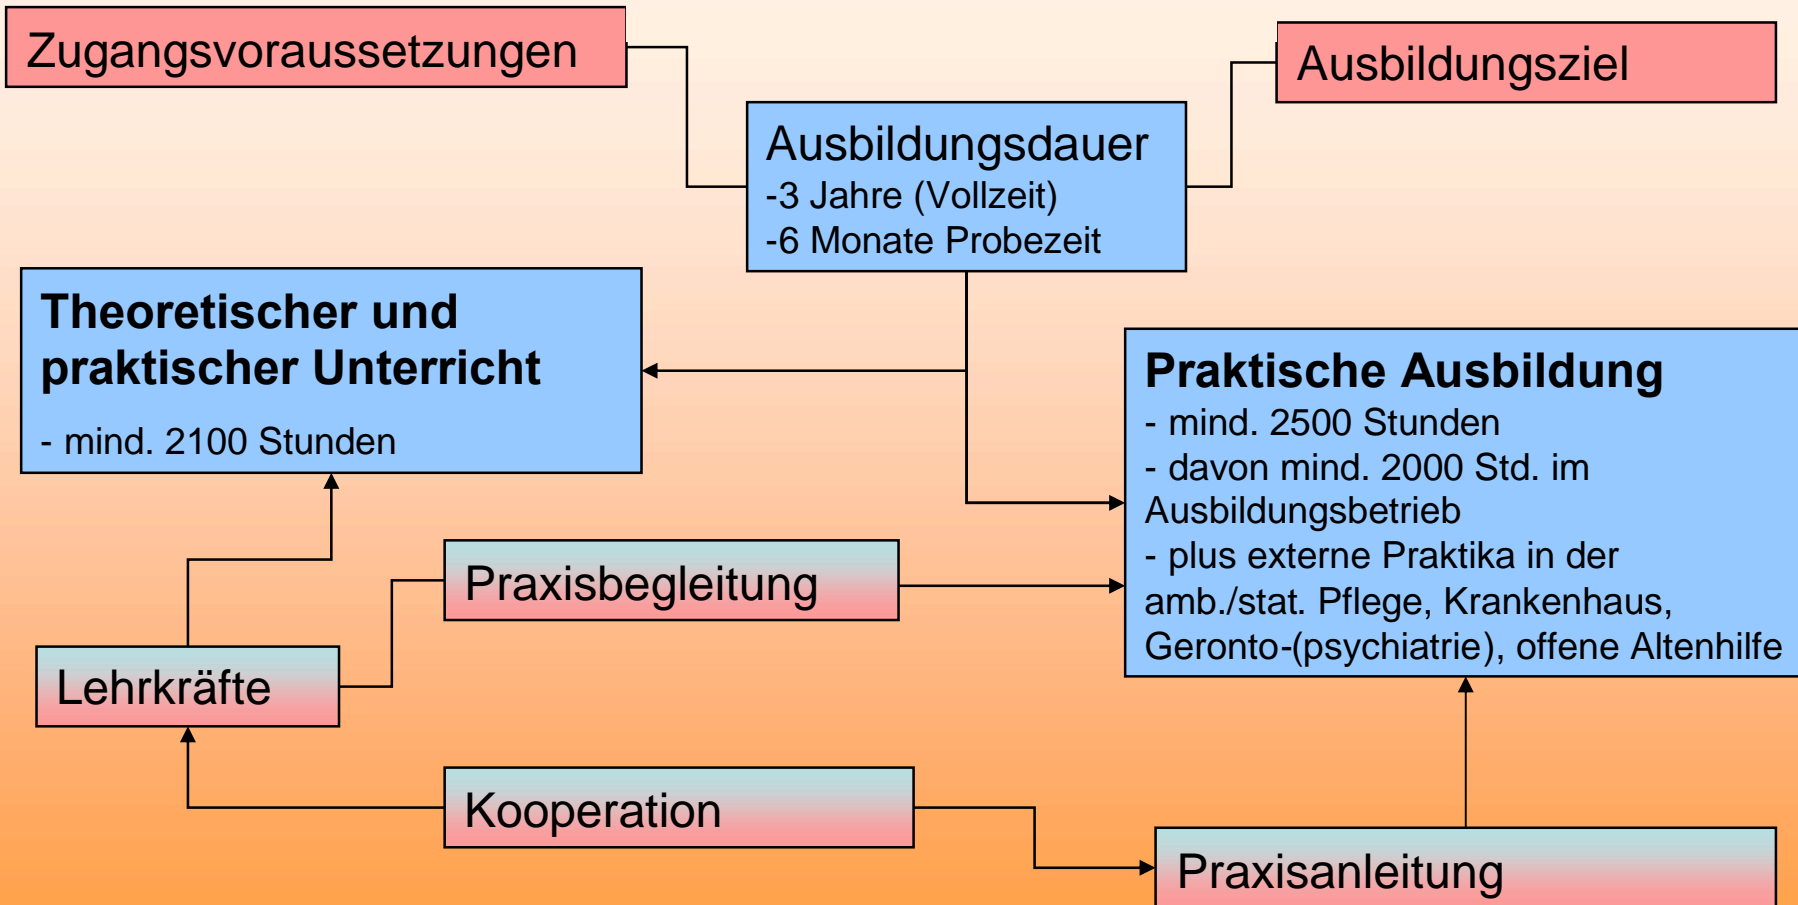 Zugangsvoraussetzungen
Ausbildungsziel
Ausbildungsdauer
-3 Jahre (Vollzeit)
-6 Monate Probezeit
Theoretischer und
praktischer Unterricht
- mind. 2100 Stunden
Praktische Ausbildung
- mind. 2500 Stunden
- davon mind. 2000 Std. im
Ausbildungsbetrieb
- plus externe Praktika in der
amb./stat. Pflege, Krankenhaus,
Geronto-(psychiatrie), offene Altenhilfe
Praxisbegleitung
Lehrkräfte
Kooperation
Praxisanleitung